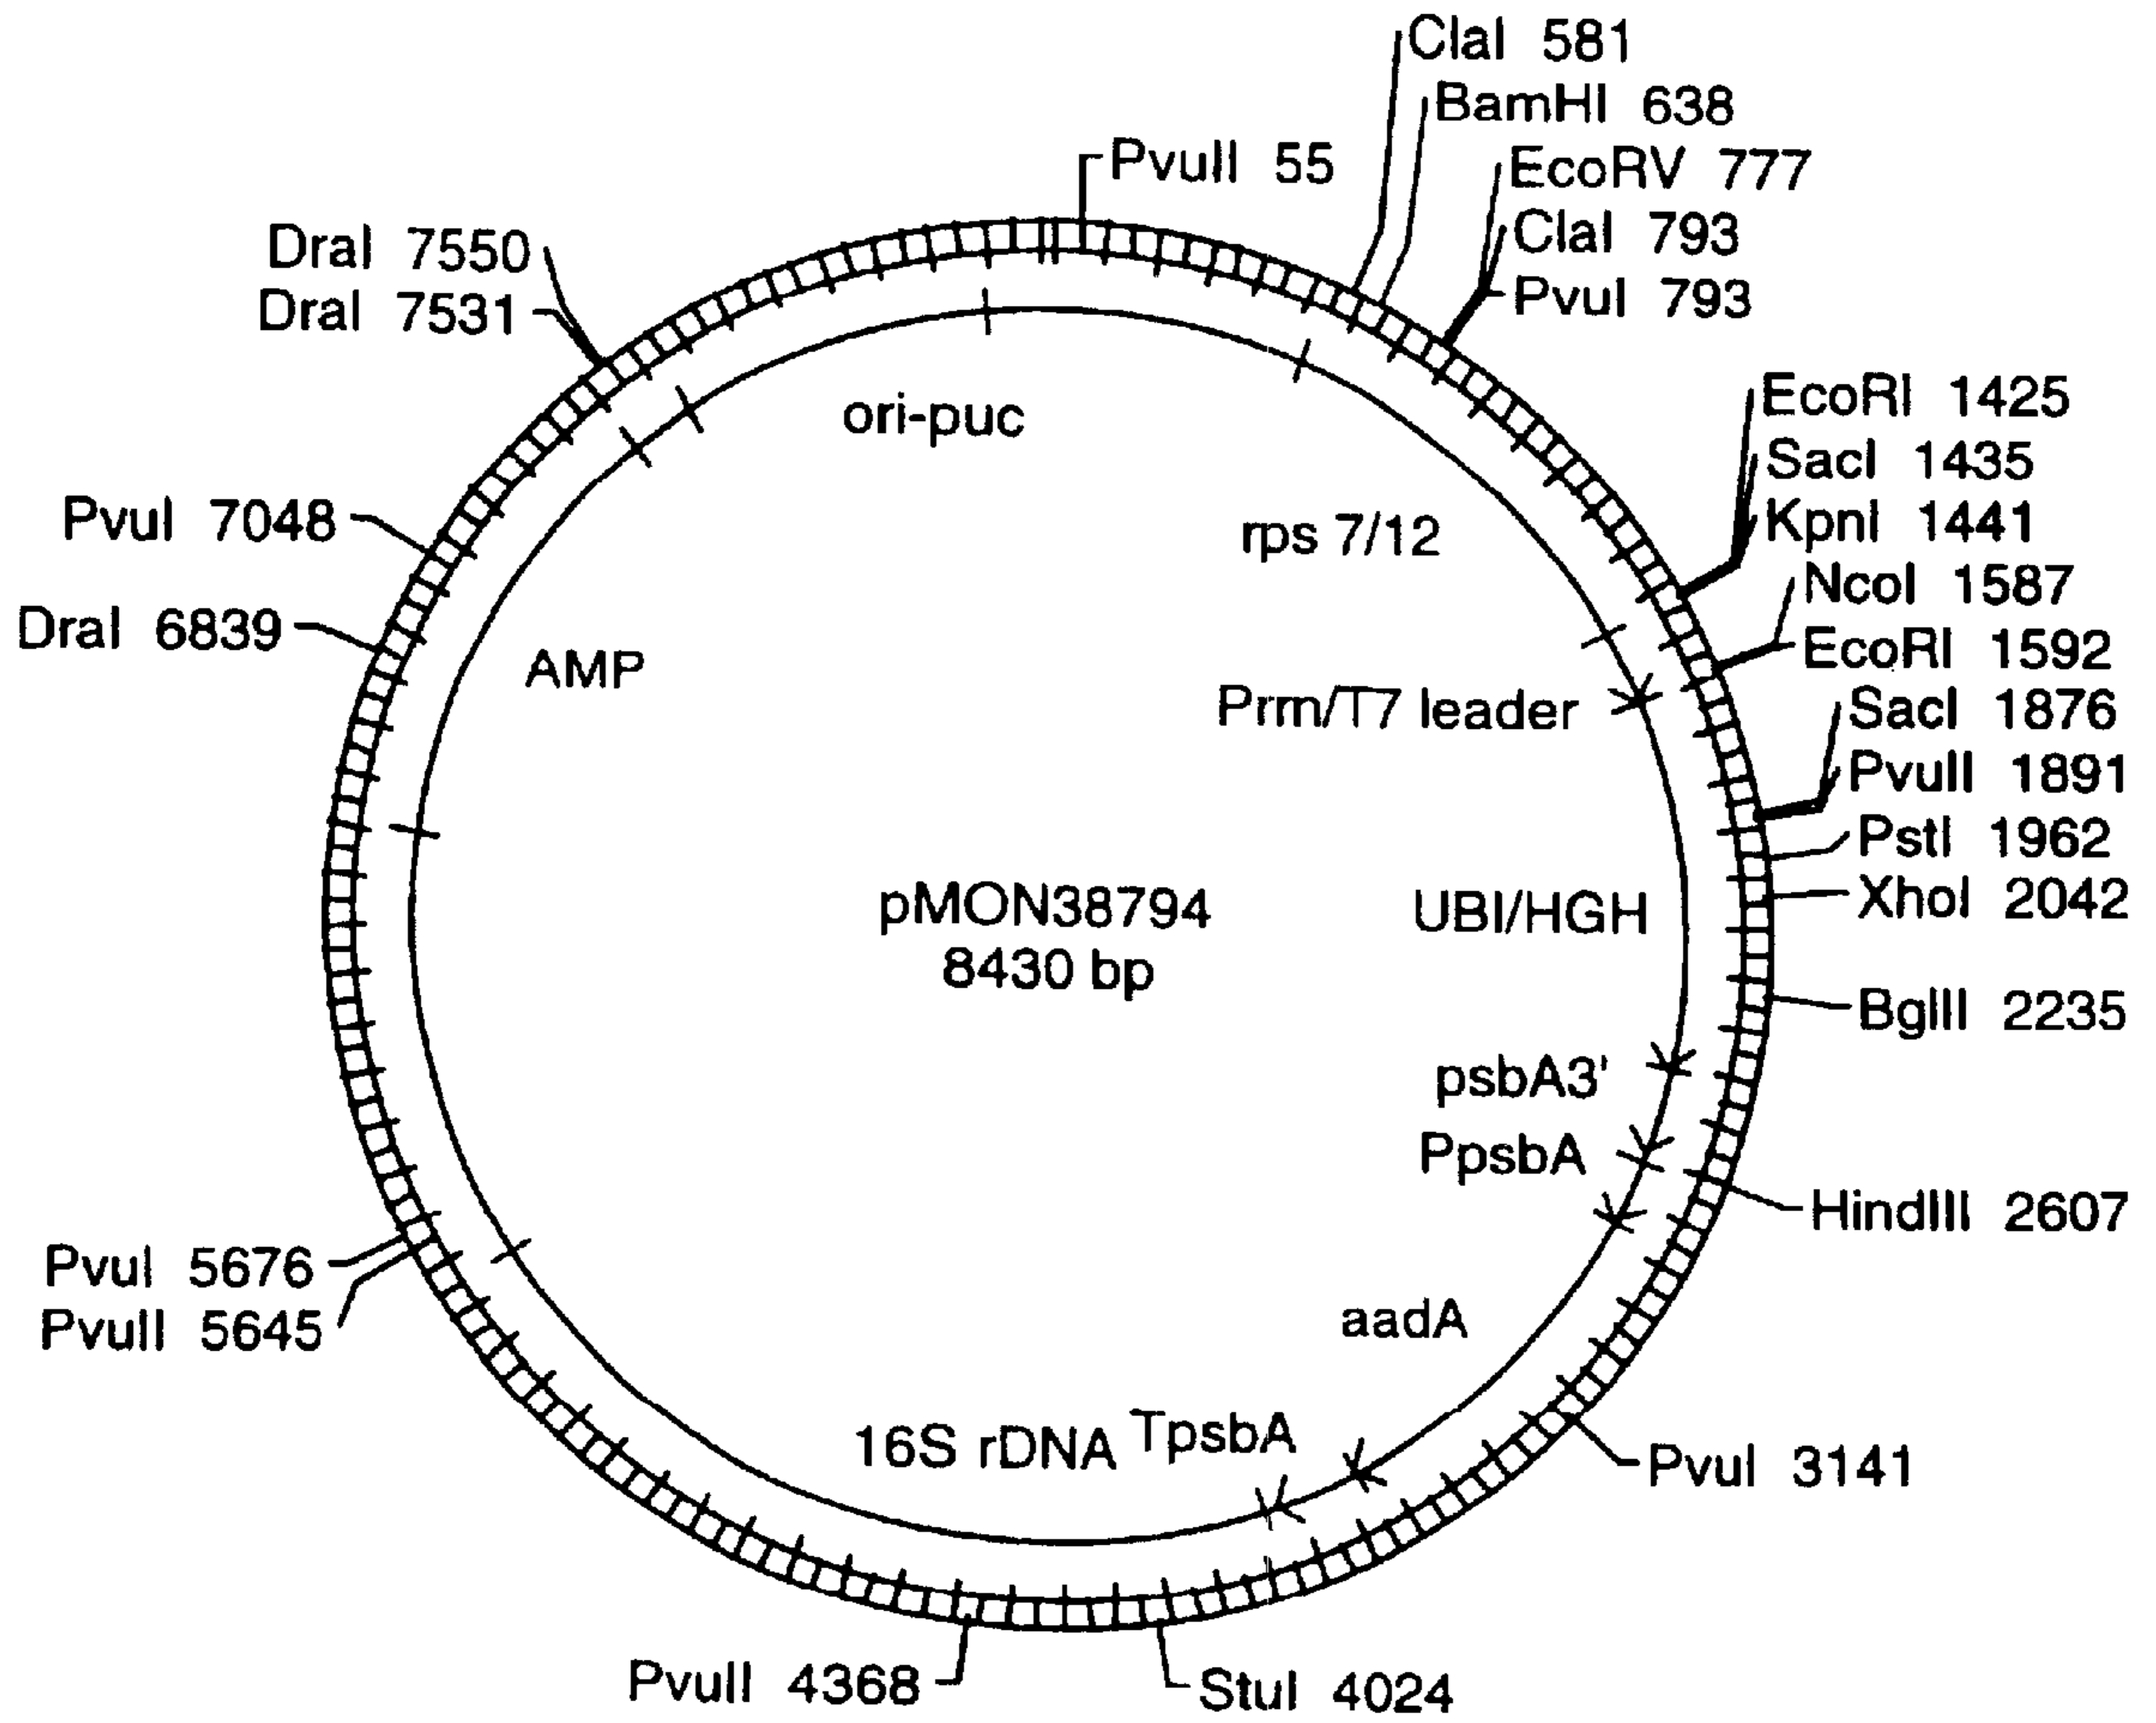 ClaI 581
BamHI 638
PvuII 55
EcoRV 777
ClaI 793
PvuI 793
DraI 7550
DraI 7531
EcoRI 1425
SacI 1435
KpnI 1441
NcoI 1587
EcoRI 1592
SacI 1876
PvuII 1891
PstI 1962
XhoI 2042
BglII 2235
HindIII 2607
PvuI 3141
StuI 4024
PvuII 4368
PvuII 5645
PvuI 5676
DraI 6839
PvuI 7048
ori-puc
rps 7/12
Prm/T7 leader
UBI/HGH
psbA3'
PpsbA
aadA
TpsbA
16S rDNA
AMP
pMON38794
8430 bp